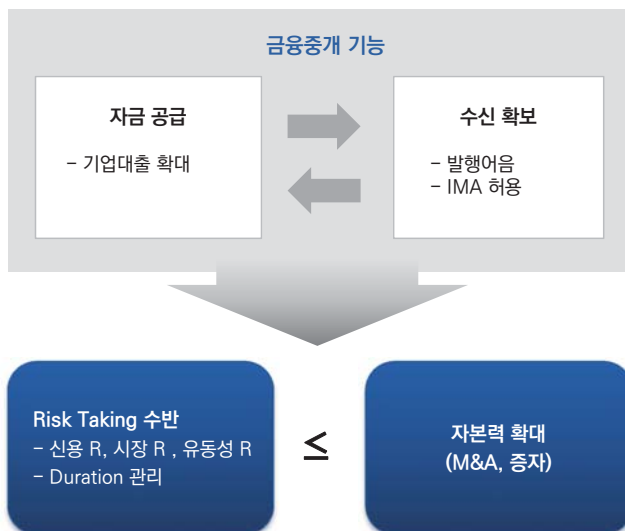 금융중개 기능
자금 공급
– 기업대출 확대
수신 확보
– 발행어음
– IMA 허용
Risk Taking 수반
– 신용 R, 시장 R , 유동성 R
– Duration 관리
≤
자본력 확대
(M&A, 증자)